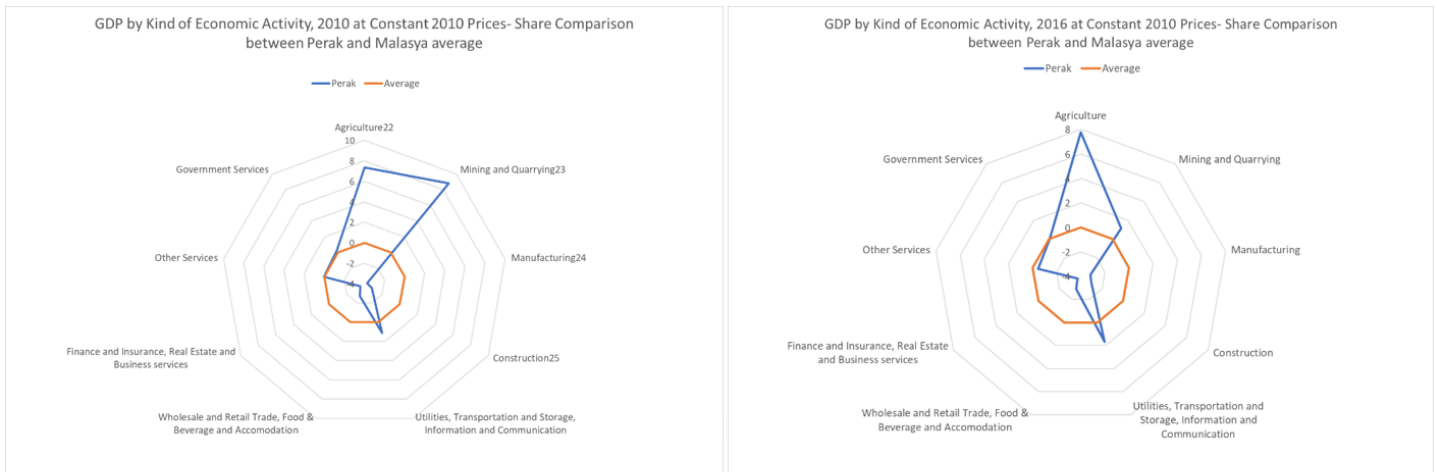 GDP by Kind of Economic Activity, 2010 at Constant 2010 Prices- Share Comparison
between Perak and Malasya average
Perak
Average
Agriculture22
10
8
6
4
2
0
-2
-4
Mining and Quarrying23
Manufacturing24
Construction25
Utilities, Transportation and Storage,
Information and Communication
Wholesale and Retail Trade, Food &
Beverage and Accomodation
Finance and Insurance, Real Estate and
Business services
Other Services
Government Services
GDP by Kind of Economic Activity, 2016 at Constant 2010 Prices- Share Comparison
between Perak and Malasya average
Perak
Average
Agriculture
8
6
4
2
0
-2
-4
Mining and Quarrying
Manufacturing
Construction
Utilities, Transportation and
Storage, Information and
Communication
Wholesale and Retail Trade, Food &
Beverage and Accomodation
Finance and Insurance, Real Estate
and Business services
Other Services
Government Services